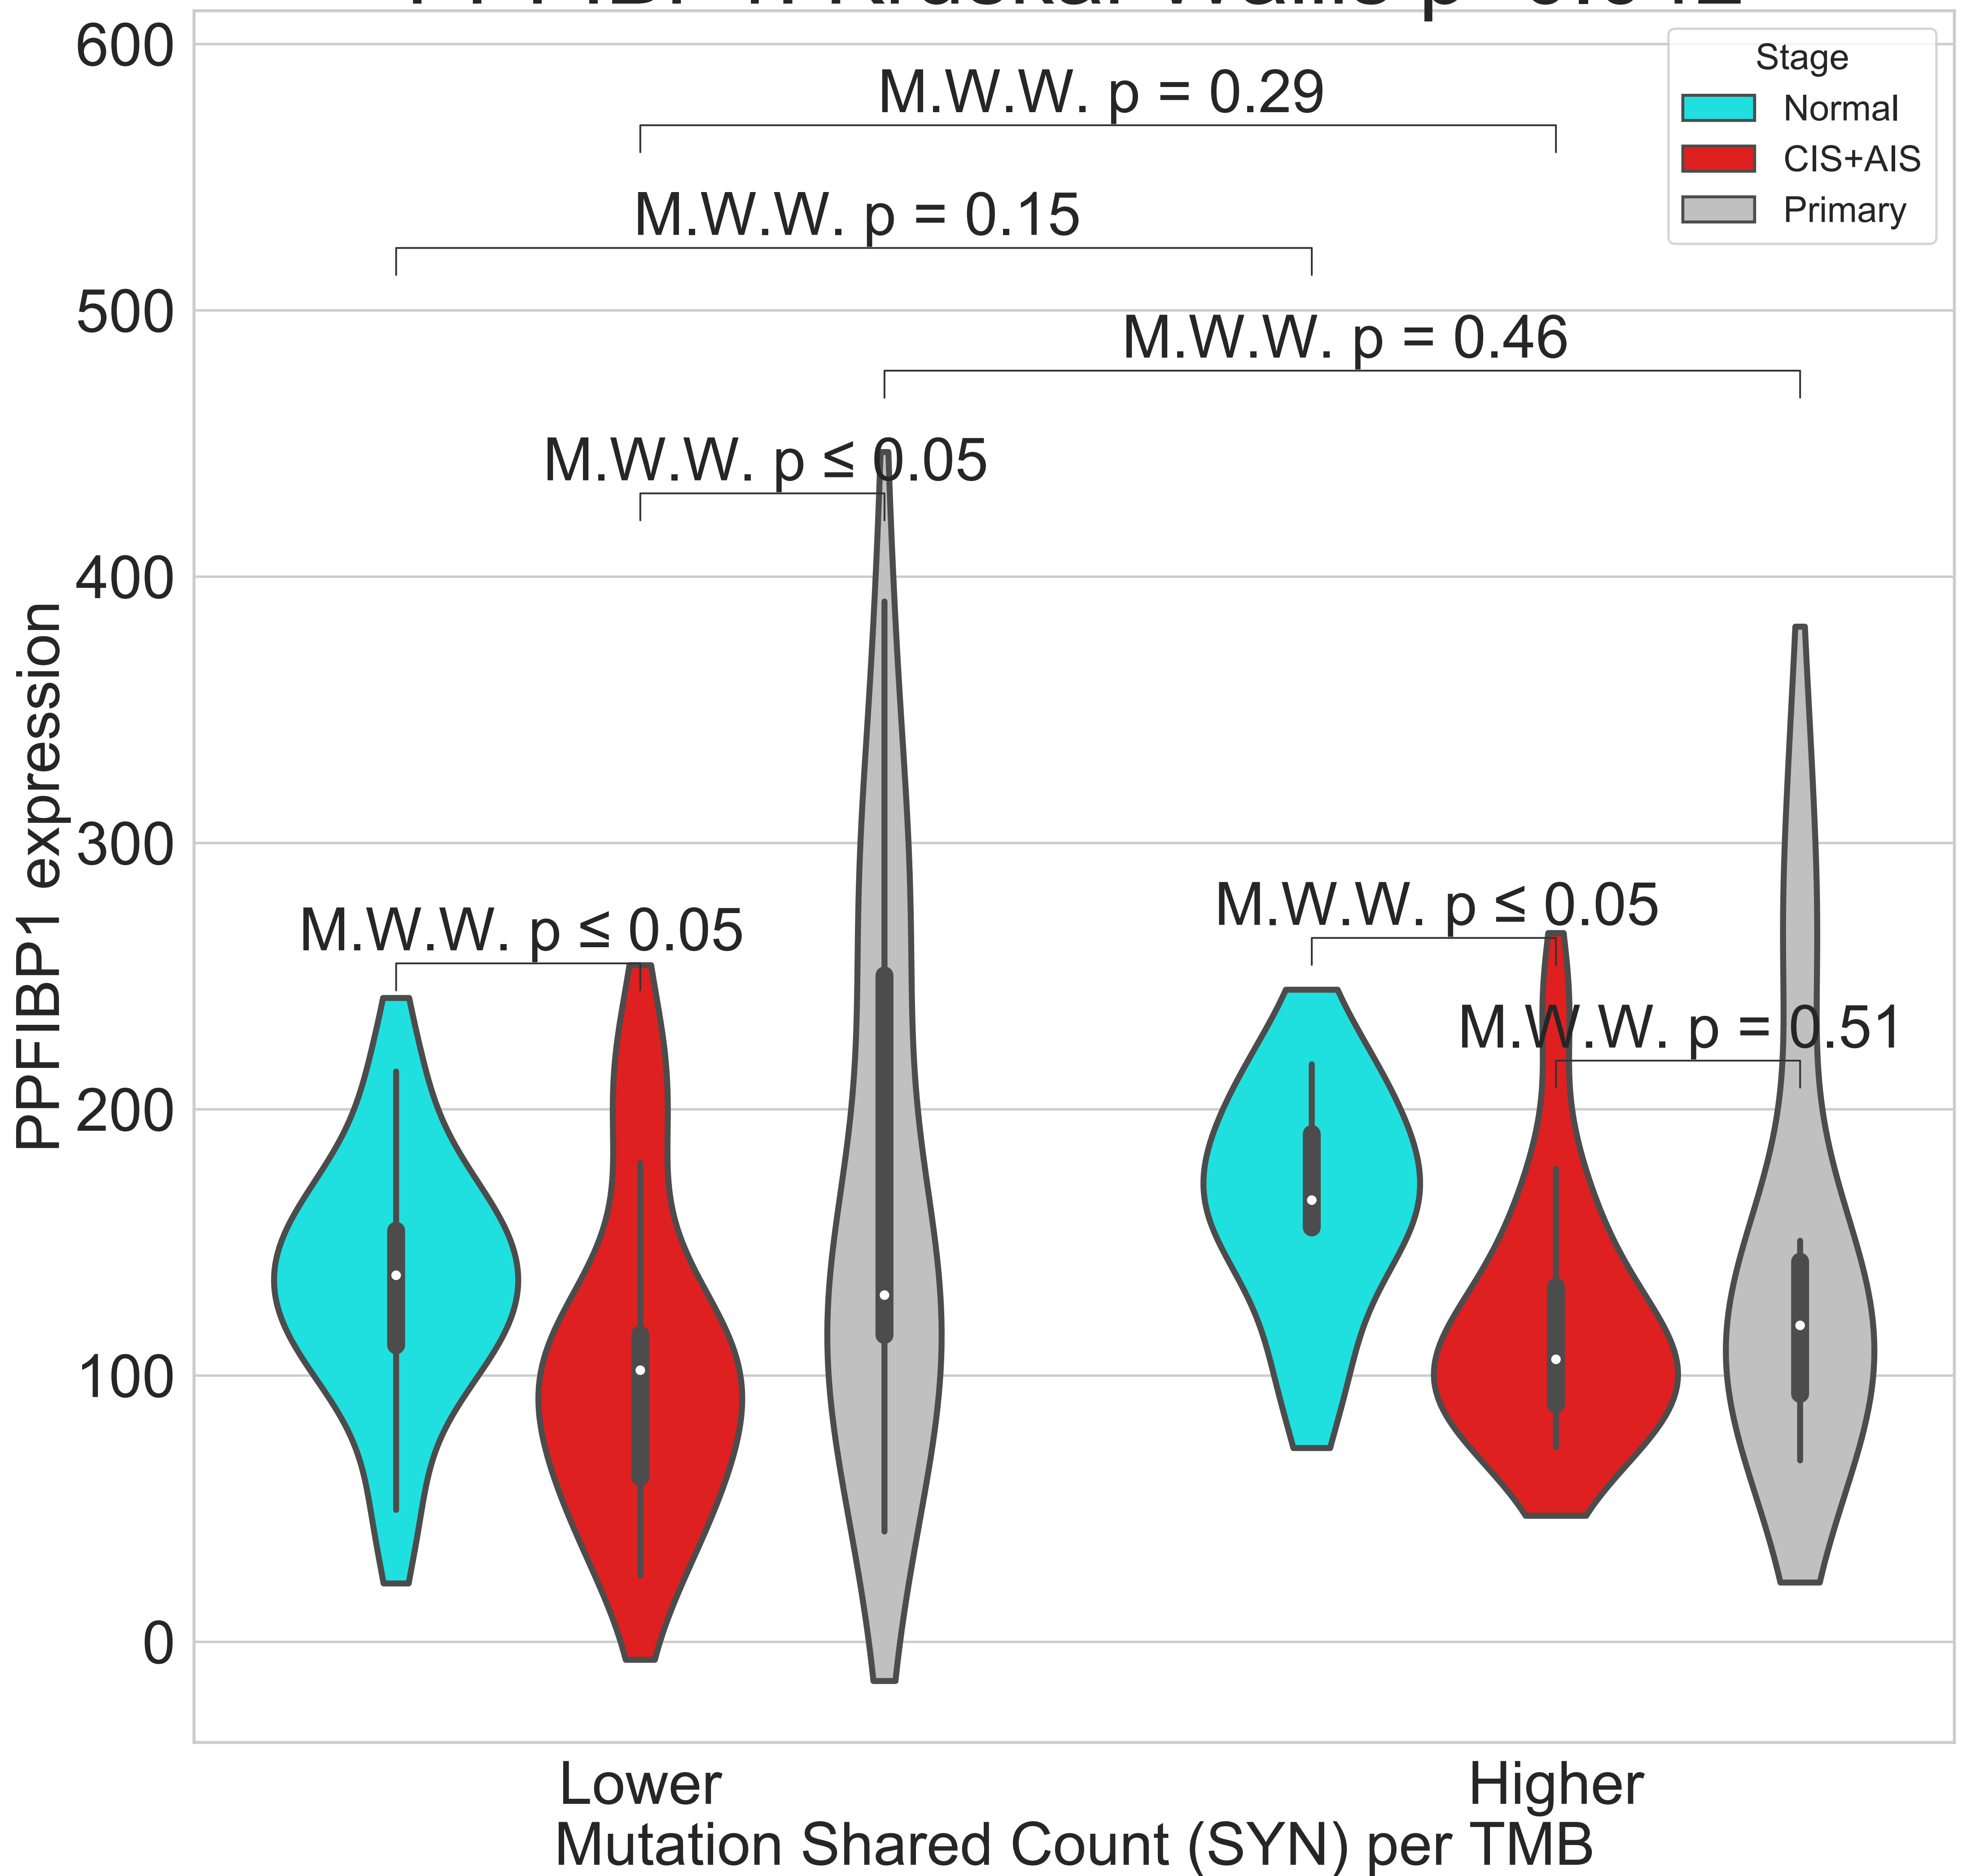 600
M.W.W. p = 0.29
Stage
Normal
CIS+AIS
Primary
M.W.W. p = 0.15
500
M.W.W. p = 0.46
M.W.W. p ≤ 0.05
400
PPFIBP1 expression
300
M.W.W. p ≤ 0.05
M.W.W. p ≤ 0.05
M.W.W. p = 0.51
200
100
0
Lower
Higher
Mutation Shared Count (SYN) per TMB